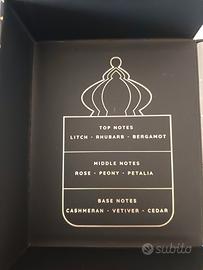 TOP NOTES
LITCH - RHUBARB - BERGAMOT
MIDDLE NOTES
ROSE - PEONY - PETALIA
BASE NOTES
CASHMERAN - VETIVER - CEDAR
subito